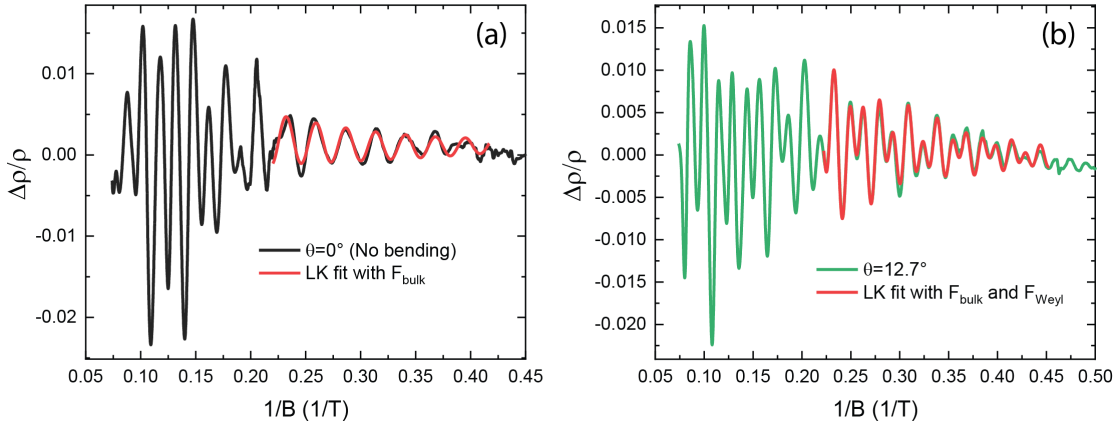 (a)
0.01
0.00
-0.01
-0.02
Δρ/ρ
θ=0° (No bending)
LK fit with F_bulk
0.05 0.10 0.15 0.20 0.25 0.30 0.35 0.40 0.45
1/B (1/T)
(b)
0.015
0.010
0.005
0.000
-0.005
-0.010
-0.015
-0.020
Δρ/ρ
θ=12.7°
LK fit with F_bulk and F_Weyl
0.05 0.10 0.15 0.20 0.25 0.30 0.35 0.40 0.45 0.50
1/B (1/T)